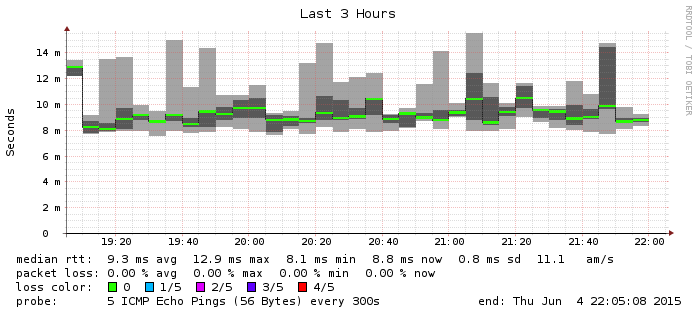 Last 3 Hours
RRDTOOL / TOBI OETIKER
Seconds
14 m
12 m
10 m
8 m
6 m
4 m
2 m
0
19:20 19:40 20:00 20:20 20:40 21:00 21:20 21:40 22:00
median rtt: 9.3 ms avg 12.9 ms max 8.1 ms min 8.8 ms now 0.8 ms sd 11.1 am/s
packet loss: 0.00 % avg 0.00 % max 0.00 % min 0.00 % now
loss color: 0 1/5 2/5 3/5 4/5
probe: 5 ICMP Echo Pings (56 Bytes) every 300s end: Thu Jun 4 22:05:08 2015